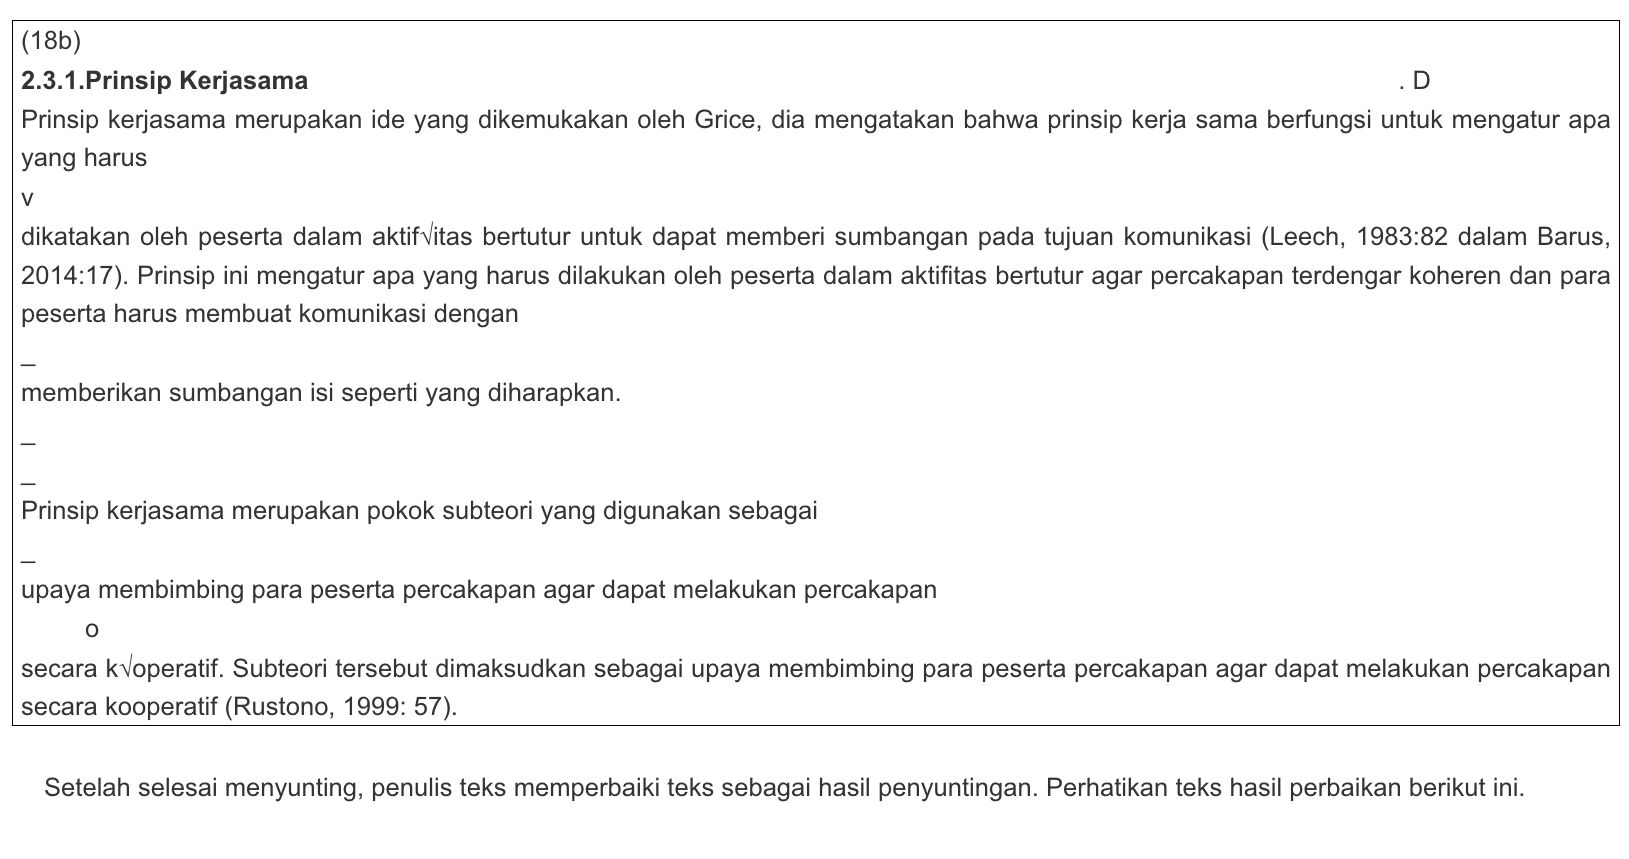 (18b)
2.3.1.Prinsip Kerjasama . D
Prinsip kerjasama merupakan ide yang dikemukakan oleh Grice, dia mengatakan bahwa prinsip kerja sama berfungsi untuk mengatur apa
yang harus
v
dikatakan oleh peserta dalam aktif√itas bertutur untuk dapat memberi sumbangan pada tujuan komunikasi (Leech, 1983:82 dalam Barus,
2014:17). Prinsip ini mengatur apa yang harus dilakukan oleh peserta dalam aktifitas bertutur agar percakapan terdengar koheren dan para
peserta harus membuat komunikasi dengan
_
memberikan sumbangan isi seperti yang diharapkan.
_
_
Prinsip kerjasama merupakan pokok subteori yang digunakan sebagai
_
upaya membimbing para peserta percakapan agar dapat melakukan percakapan
o
secara k√operatif. Subteori tersebut dimaksudkan sebagai upaya membimbing para peserta percakapan agar dapat melakukan percakapan
secara kooperatif (Rustono, 1999: 57).
Setelah selesai menyunting, penulis teks memperbaiki teks sebagai hasil penyuntingan. Perhatikan teks hasil perbaikan berikut ini.